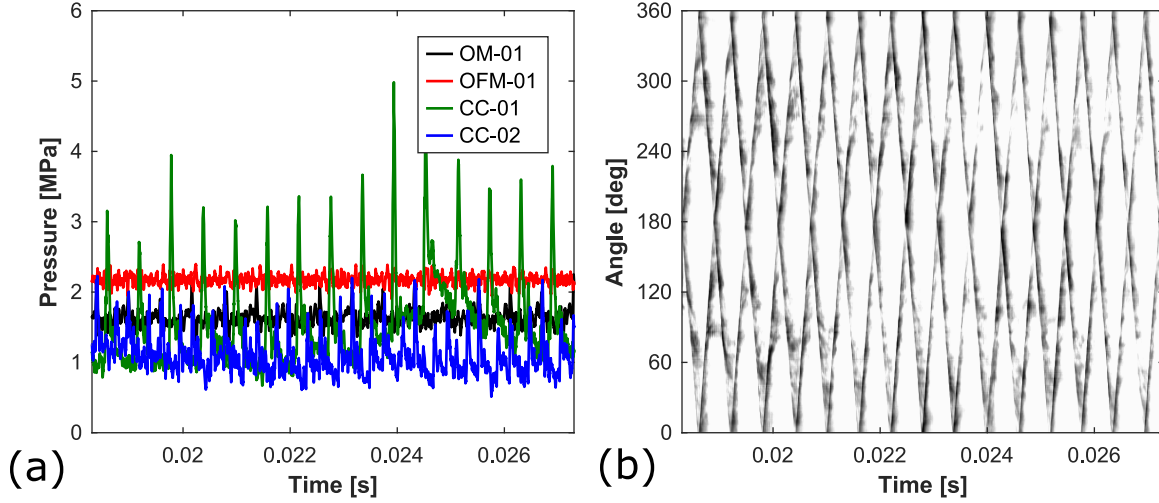 6
5
4
3
2
1
0
Pressure [MPa]
OM-01
OFM-01
CC-01
CC-02
0.02
0.022
0.024
0.026
Time [s]
(a)
360
300
240
180
120
60
0
Angle [deg]
0.02
0.022
0.024
0.026
Time [s]
(b)